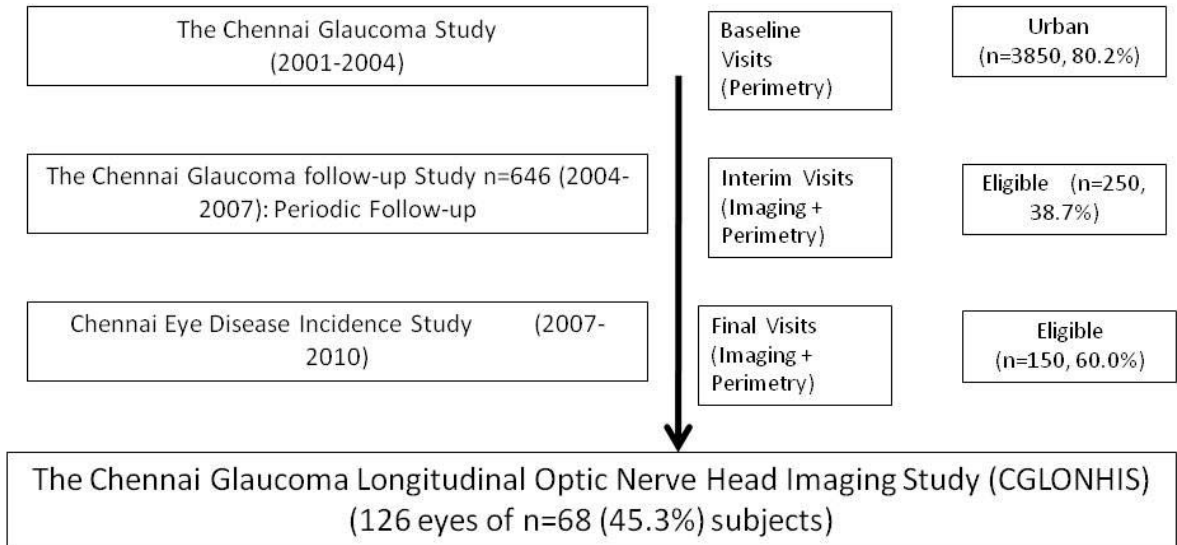 The Chennai Glaucoma Study
(2001-2004)
Baseline
Visits
(Perimetry)
Urban
(n=3850, 80.2%)
The Chennai Glaucoma follow-up Study n=646 (2004-
2007): Periodic Follow-up
Interim Visits
(Imaging +
Perimetry)
Eligible (n=250,
38.7%)
Chennai Eye Disease Incidence Study (2007-
2010)
Final Visits
(Imaging +
Perimetry)
Eligible
(n=150, 60.0%)
The Chennai Glaucoma Longitudinal Optic Nerve Head Imaging Study (CGLONHIS)
(126 eyes of n=68 (45.3%) subjects)